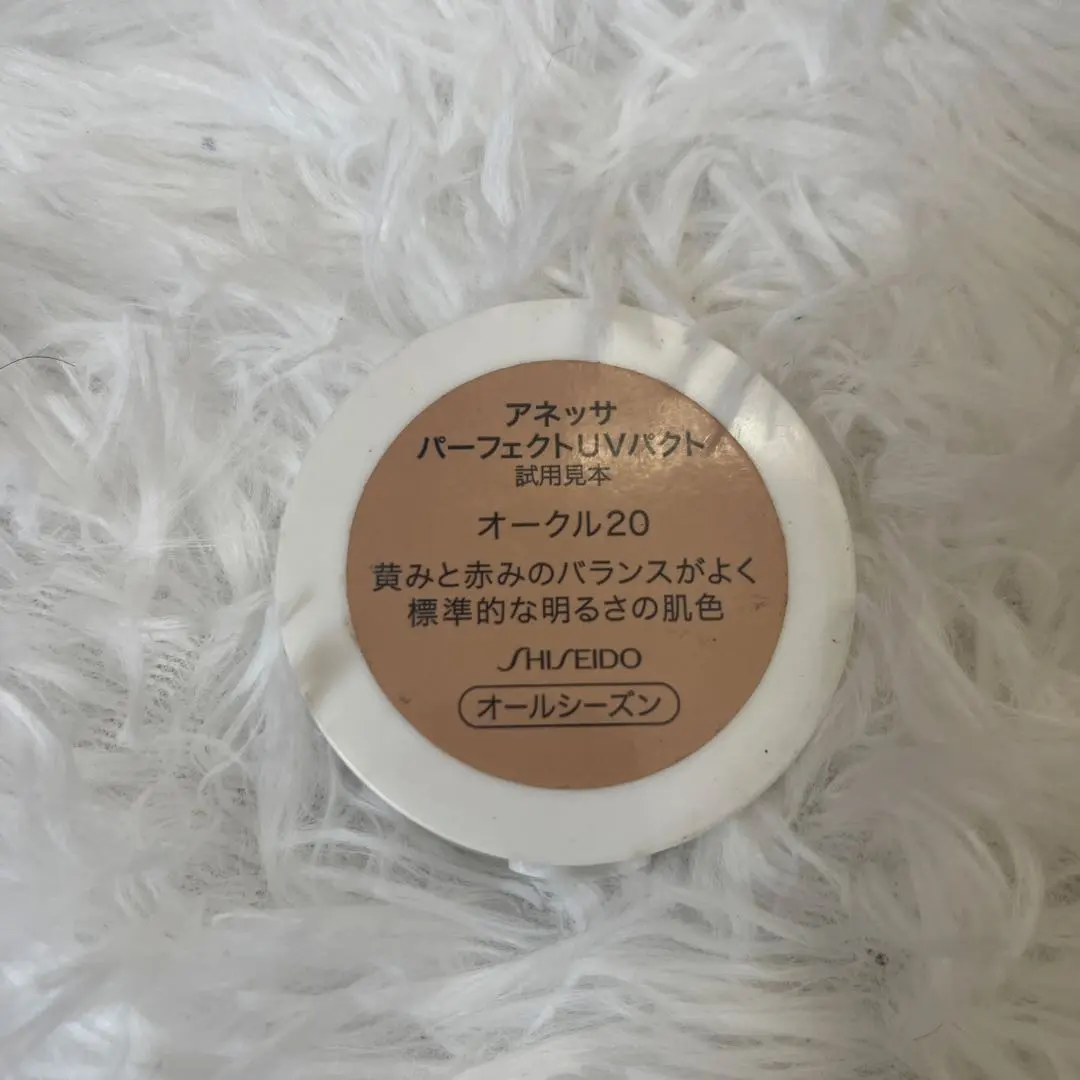 アネッサ
パーフェクトUVパクト
試用見本
オークル20
黄みと赤みのバランスがよく
標準的な明るさの肌色
SHISEIDO
オールシーズン